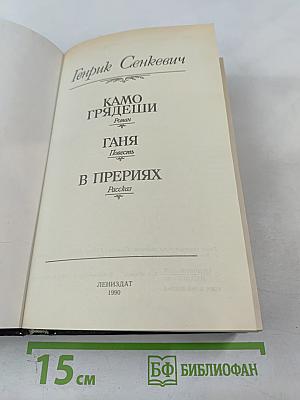 Генрик Сенкевич
КАМО
ГРЯДЕШИ
Роман
ГАНЯ
Повесть
В ПРЕРИЯХ
Рассказ
ЛЕНИЗДАТ
1990
15 см
БФ БИБЛИОФАН